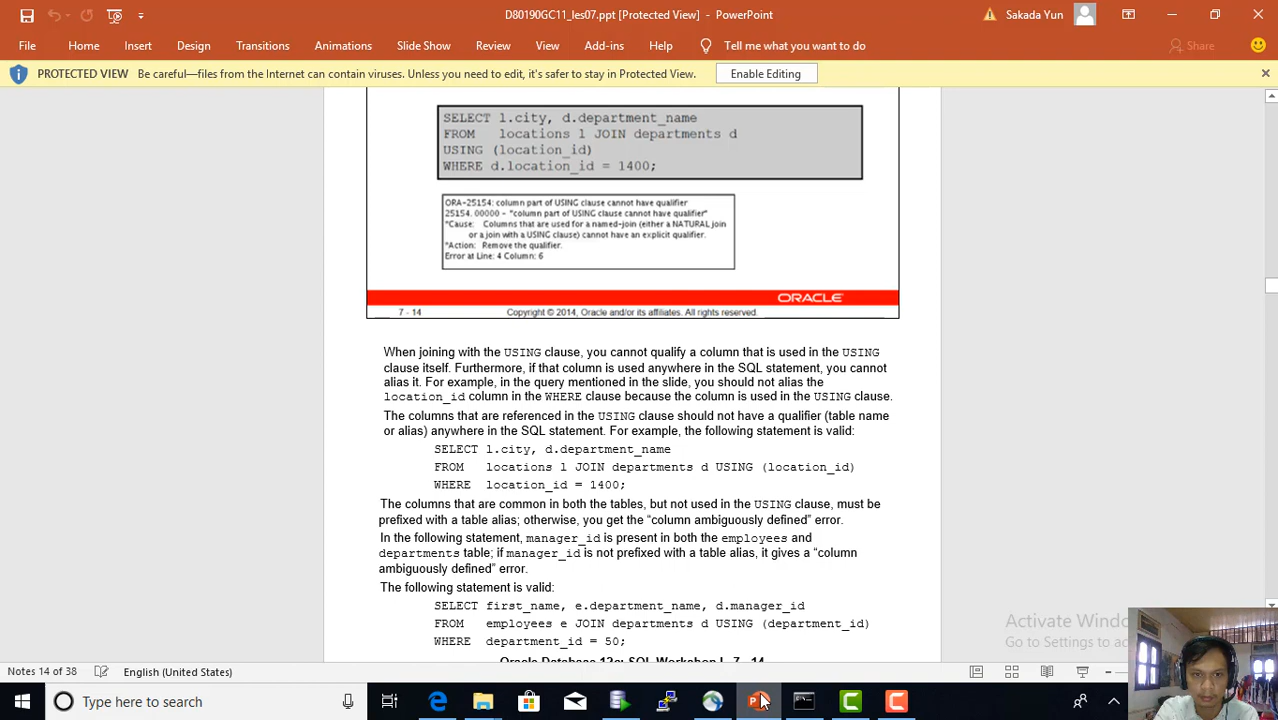 D80190GC11_les07.ppt [Protected View] - PowerPoint
Sakada Yun
File Home Insert Design Transitions Animations Slide Show Review View Add-ins Help Tell me what you want to do Share
PROTECTED VIEW Be careful—files from the Internet can contain viruses. Unless you need to edit, it's safer to stay in Protected View. Enable Editing
SELECT l.city, d.department_name
FROM locations l JOIN departments d
USING (location_id)
WHERE d.location_id = 1400;
ORA-25154: column part of USING clause cannot have qualifier
25154. 00000 - "column part of USING clause cannot have qualifier"
*Cause: Columns that are used for a named-join (either a NATURAL join
or a join with a USING clause) cannot have an explicit qualifier.
*Action: Remove the qualifier.
Error at Line: 4 Column: 6
ORACLE
7 - 14 Copyright © 2014, Oracle and/or its affiliates. All rights reserved.
When joining with the USING clause, you cannot qualify a column that is used in the USING
clause itself. Furthermore, if that column is used anywhere in the SQL statement, you cannot
alias it. For example, in the query mentioned in the slide, you should not alias the
location_id column in the WHERE clause because the column is used in the USING clause.
The columns that are referenced in the USING clause should not have a qualifier (table name
or alias) anywhere in the SQL statement. For example, the following statement is valid:
SELECT l.city, d.department_name
FROM locations l JOIN departments d USING (location_id)
WHERE location_id = 1400;
The columns that are common in both the tables, but not used in the USING clause, must be
prefixed with a table alias; otherwise, you get the “column ambiguously defined” error.
In the following statement, manager_id is present in both the employees and
departments table; if manager_id is not prefixed with a table alias, it gives a “column
ambiguously defined” error.
The following statement is valid:
SELECT first_name, e.department_name, d.manager_id
FROM employees e JOIN departments d USING (department_id)
WHERE department_id = 50;
Oracle Database 12c: SQL Workshop I 7 - 14
Activate Windo
Go to Settings to ac
Notes 14 of 38 English (United States)
Type here to search